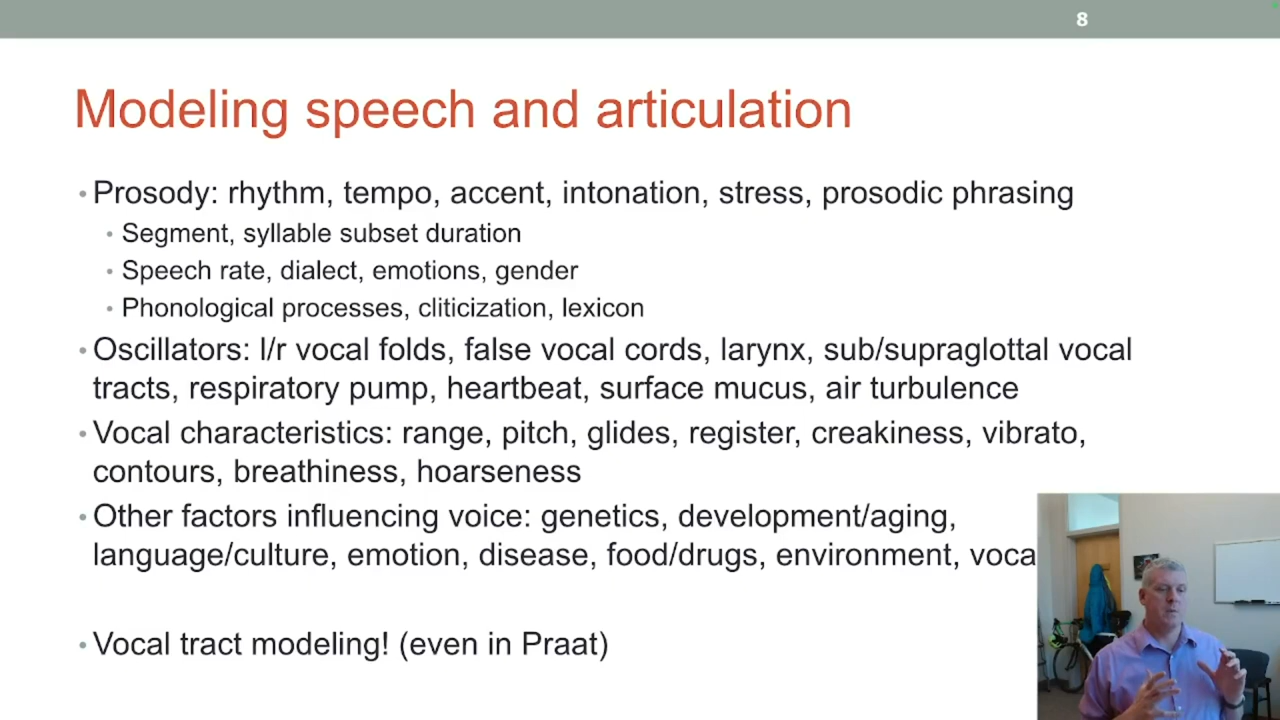 8
Modeling speech and articulation
• Prosody: rhythm, tempo, accent, intonation, stress, prosodic phrasing
• Segment, syllable subset duration
• Speech rate, dialect, emotions, gender
• Phonological processes, cliticization, lexicon
• Oscillators: l/r vocal folds, false vocal cords, larynx, sub/supraglottal vocal
tracts, respiratory pump, heartbeat, surface mucus, air turbulence
• Vocal characteristics: range, pitch, glides, register, creakiness, vibrato,
contours, breathiness, hoarseness
• Other factors influencing voice: genetics, development/aging,
language/culture, emotion, disease, food/drugs, environment,
• Vocal tract modeling! (even in Praat)